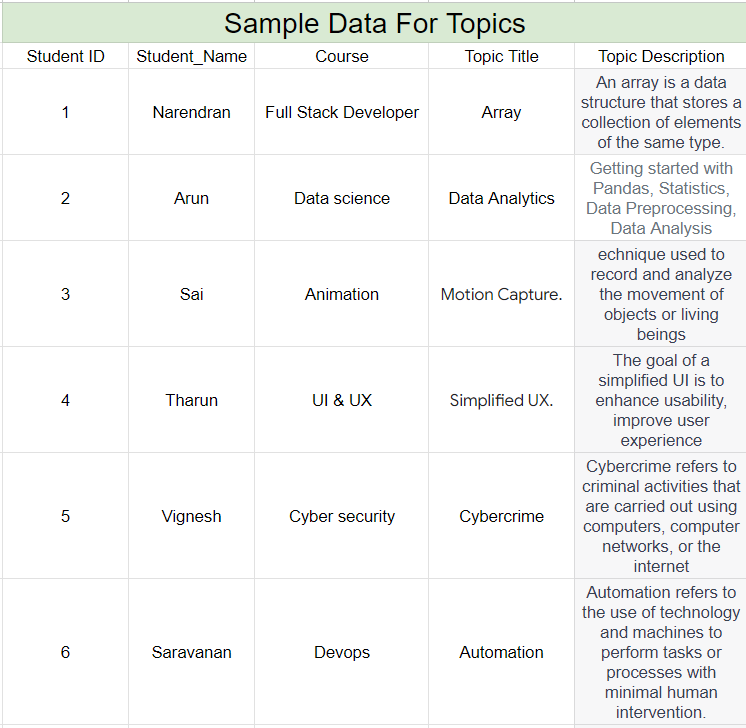 Sample Data For Topics
Student ID Student_Name Course Topic Title Topic Description
1 Narendran Full Stack Developer Array An array is a data
structure that stores a
collection of elements
of the same type.
2 Arun Data science Data Analytics Getting started with
Pandas, Statistics,
Data Preprocessing,
Data Analysis
3 Sai Animation Motion Capture. echnique used to
record and analyze
the movement of
objects or living
beings
4 Tharun UI & UX Simplified UX. The goal of a
simplified UI is to
enhance usability,
improve user
experience
5 Vignesh Cyber security Cybercrime Cybercrime refers to
criminal activities that
are carried out using
computers, computer
networks, or the
internet
6 Saravanan Devops Automation Automation refers to
the use of technology
and machines to
perform tasks or
processes with
minimal human
intervention.